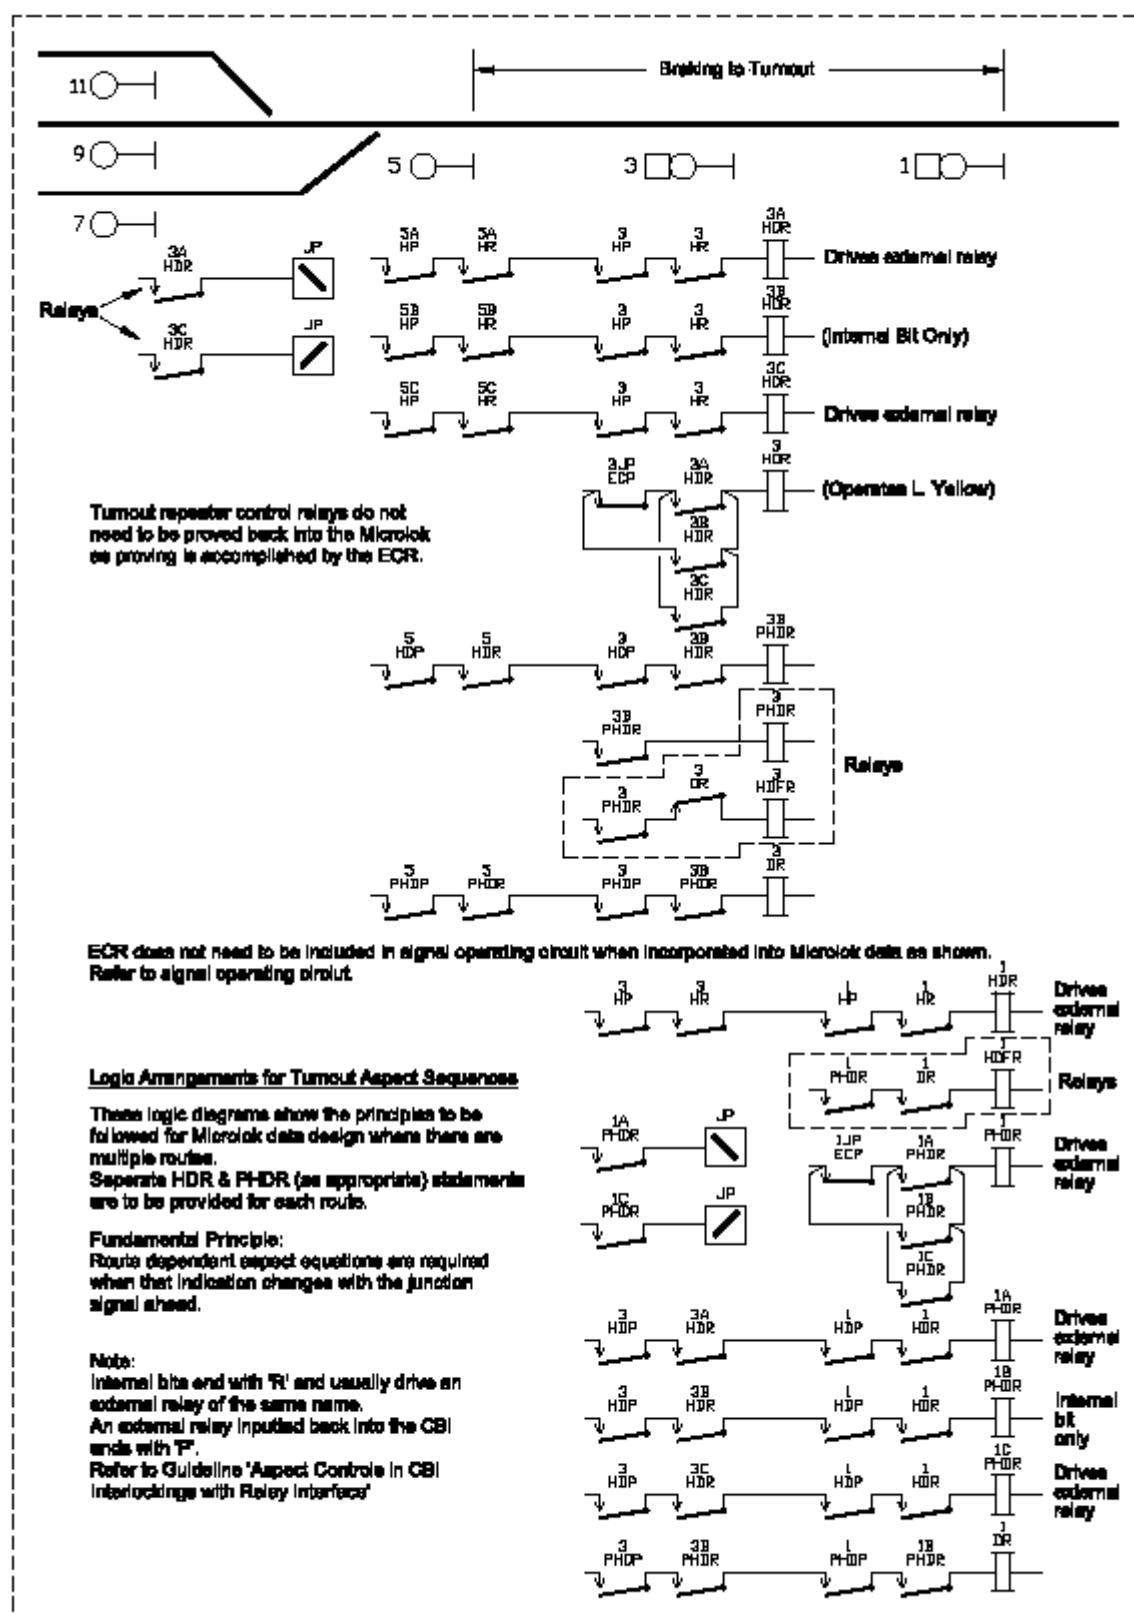 11
Braking to Turnout
9
5
3
1
7
3A
HDR
JP
5A
HP
5A
HR
3
HP
3
HR
3A
HDR
Drives external relay
Relays
3C
HDR
JP
5B
HP
5B
HR
3
HP
3
HR
3B
HDR
(Internal Bit Only)
5C
HP
5C
HR
3
HP
3
HR
3C
HDR
Drives external relay
3JP
ECP
3A
HDR
3
HDR
(Operates L. Yellow)
3B
HDR
3C
HDR
Turnout repeater control relays do not
need to be proved back into the Microlok
as proving is accomplished by the ECR.
5
HDP
5
HDR
3
HDP
3B
HDR
3B
PHDR
3B
PHDR
3
PHDR
Relays
3
PHDR
3
DR
3
HDFR
5
PHDP
5
PHDR
3
PHDP
3B
PHDR
3
DR
ECR does not need to be included in signal operating circuit when incorporated into Microlok data as shown.
Refer to signal operating circiut.
3
HP
3
HR
1
HP
1
HR
1
HDR
Drives
external
relay
1
PHDR
1
DR
1
HDFR
Relays
Logic Arrangements for Turnout Aspect Sequences
These logic diagrams show the principles to be
followed for Microlok data design where there are
multiple routes.
Seperate HDR & PHDR (as appropriate) statements
are to be provided for each route.
1A
PHDR
JP
1JP
ECP
1A
PHDR
1
PHDR
Drives
external
relay
1C
PHDR
JP
1B
PHDR
1C
PHDR
Fundamental Principle:
Route dependent aspect equations are required
when that indication changes with the junction
signal ahead.
3
HDP
3A
HDR
1
HDP
1
HDR
1A
PHDR
Drives
external
relay
Note:
Internal bits end with 'R' and usually drive an
external relay of the same name.
An external relay inputted back into the CBI
ends with 'P'.
Refer to Guideline 'Aspect Controls in CBI
Interlockings with Relay Interface'
3
HDP
3B
HDR
1
HDP
1
HDR
1B
PHDR
Internal
bit
only
3
HDP
3C
HDR
1
HDP
1
HDR
1C
PHDR
Drives
external
relay
3
PHDP
3B
PHDR
1
PHDP
1B
PHDR
1
DR